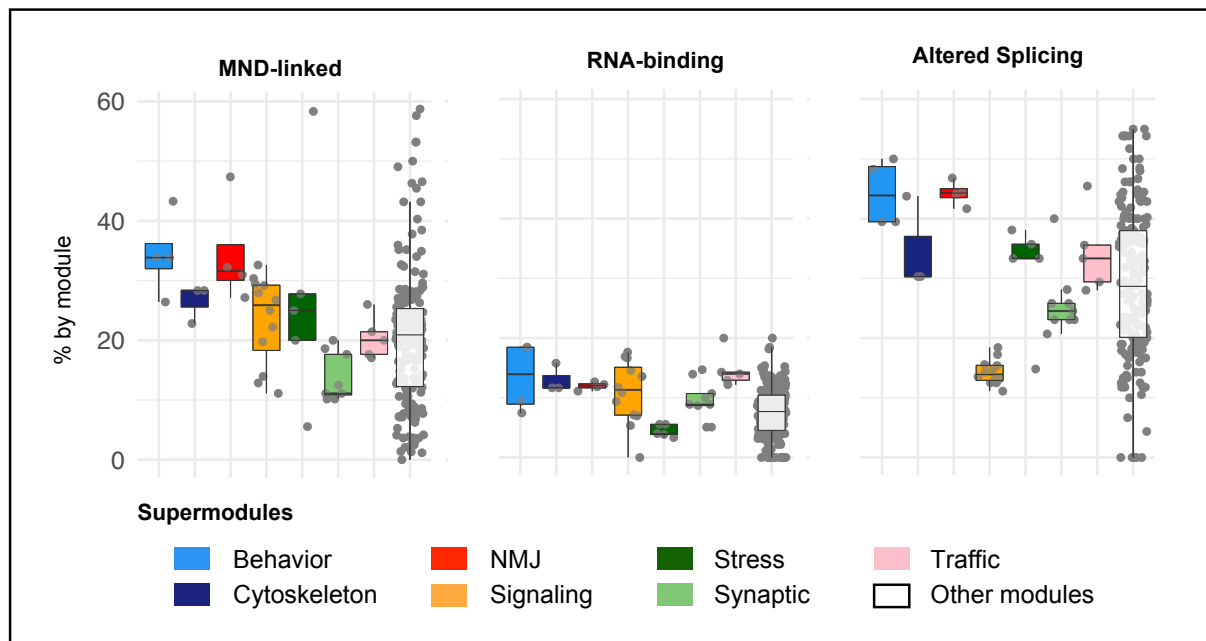 MND-linked
RNA-binding
Altered Splicing
% by module
60
40
20
0
Supermodules
Behavior
NMJ
Stress
Traffic
Cytoskeleton
Signaling
Synaptic
Other modules